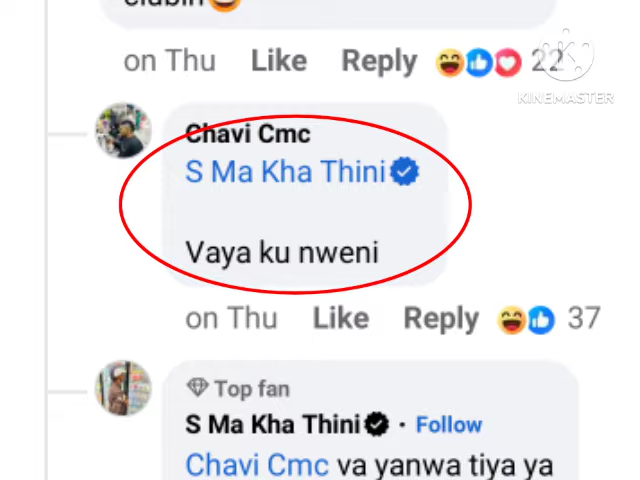 on Thu Like Reply 22
KINEMASTER
Chavi Cmc
S Ma Kha Thini
Vaya ku nweni
on Thu Like Reply 37
Top fan
S Ma Kha Thini · Follow
Chavi Cmc va yanwa tiya ya